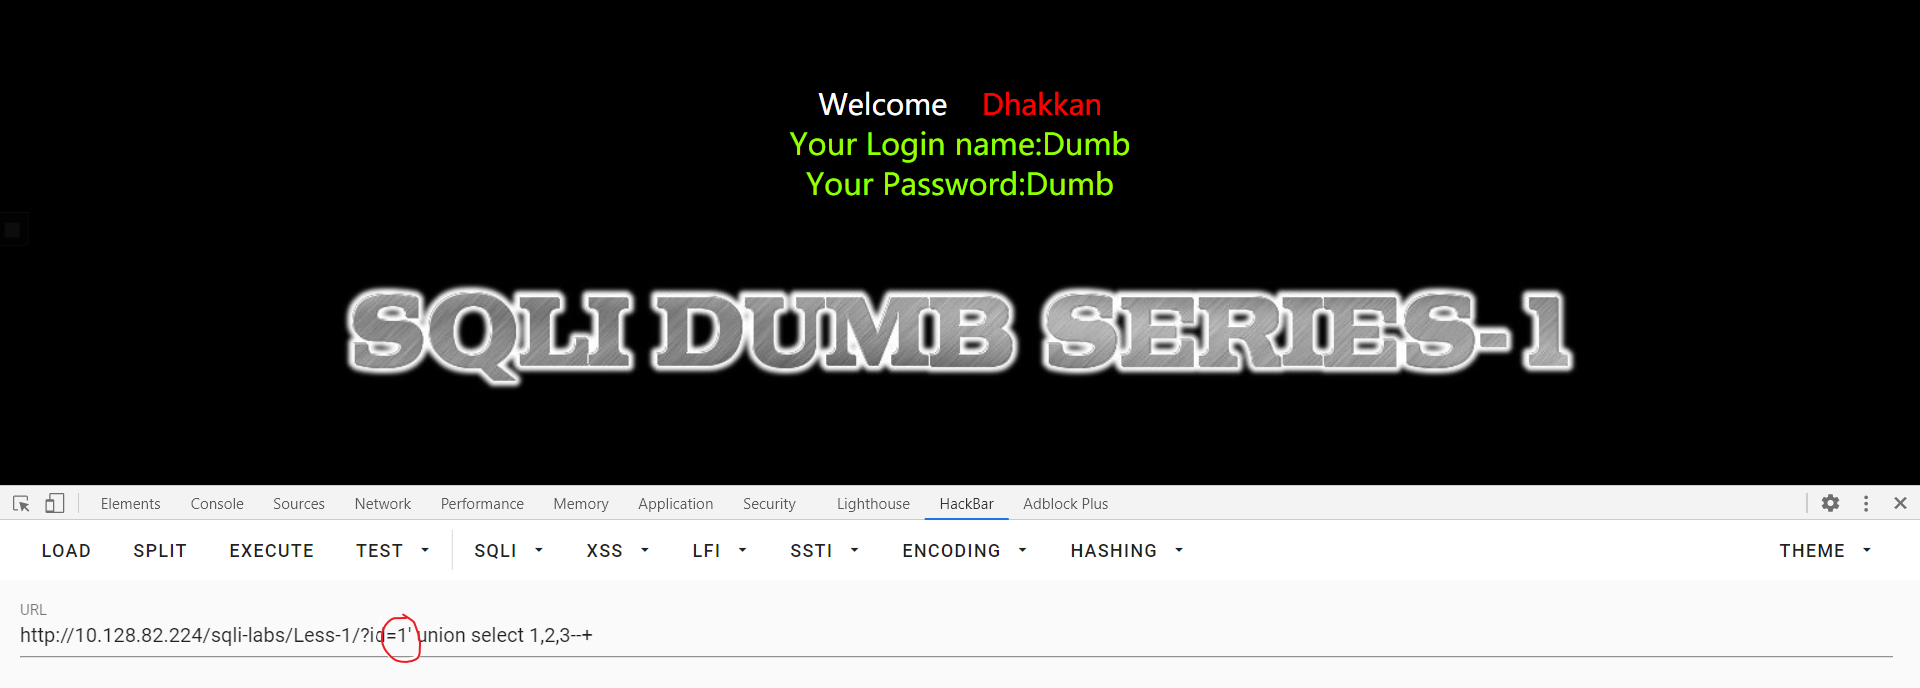 Welcome Dhakkan
Your Login name:Dumb
Your Password:Dumb
SQLI DUMB SERIES-1
Elements Console Sources Network Performance Memory Application Security Lighthouse HackBar Adblock Plus
LOAD SPLIT EXECUTE TEST SQLI XSS LFI SSTI ENCODING HASHING THEME
URL
http://10.128.82.224/sqli-labs/Less-1/?id=1' union select 1,2,3--+